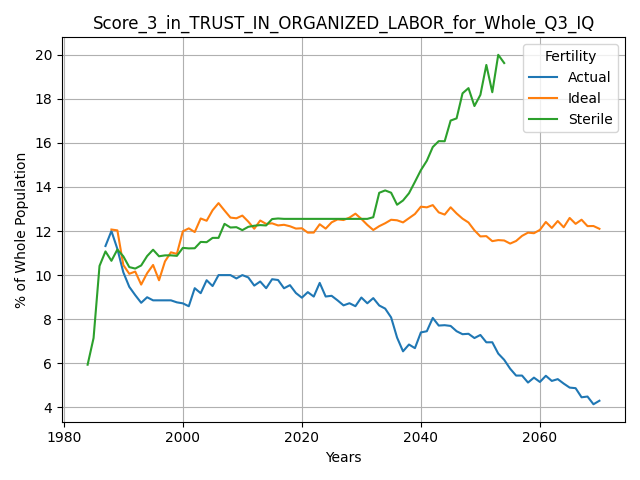 Score_3_in_TRUST_IN_ORGANIZED_LABOR_for_Whole_Q3_IQ
Fertility
Actual
Ideal
Sterile
% of Whole Population
20
18
16
14
12
10
8
6
4
1980
2000
2020
2040
2060
Years